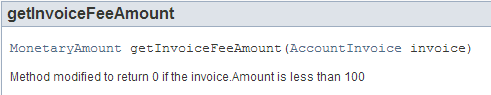 getInvoiceFeeAmount
MonetaryAmount getInvoiceFeeAmount(AccountInvoice invoice)
Method modified to return 0 if the invoice.Amount is less than 100